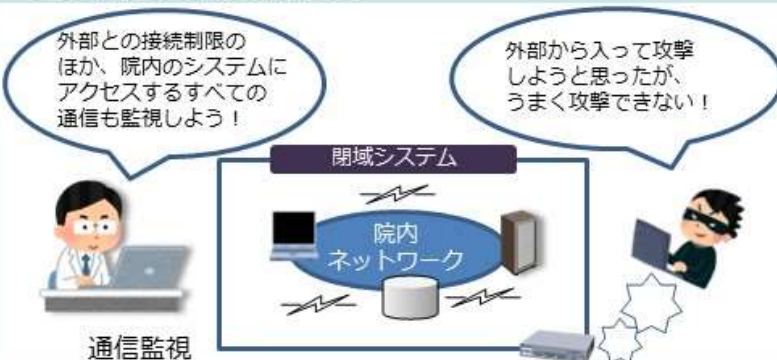 外部との接続制限の
ほか、院内のシステムに
アクセスするすべての
通信も監視しよう！
外部から入って攻撃
しようと思ったが、
うまく攻撃できない！
閉域システム
院内
ネットワーク
通信監視